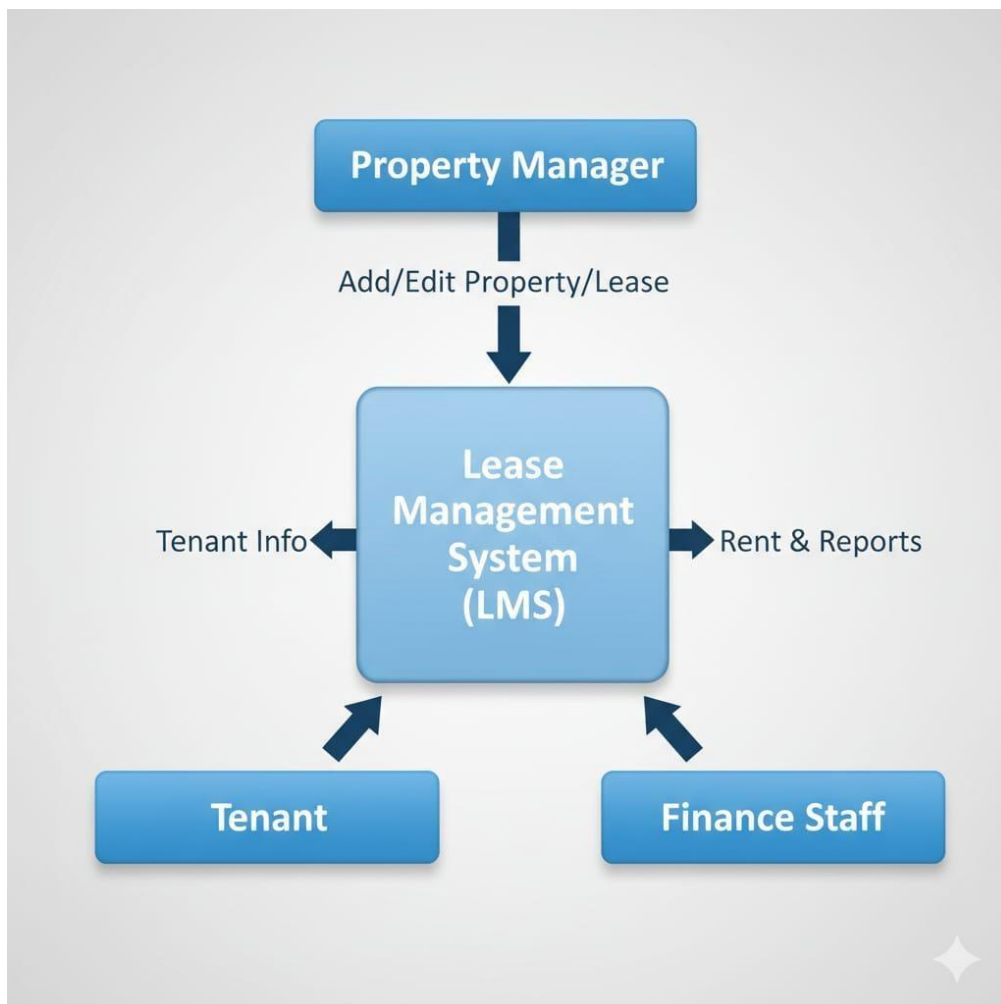 Property Manager
Add/Edit Property/Lease
Lease
Management
System
(LMS)
Tenant Info
Rent & Reports
Tenant
Finance Staff